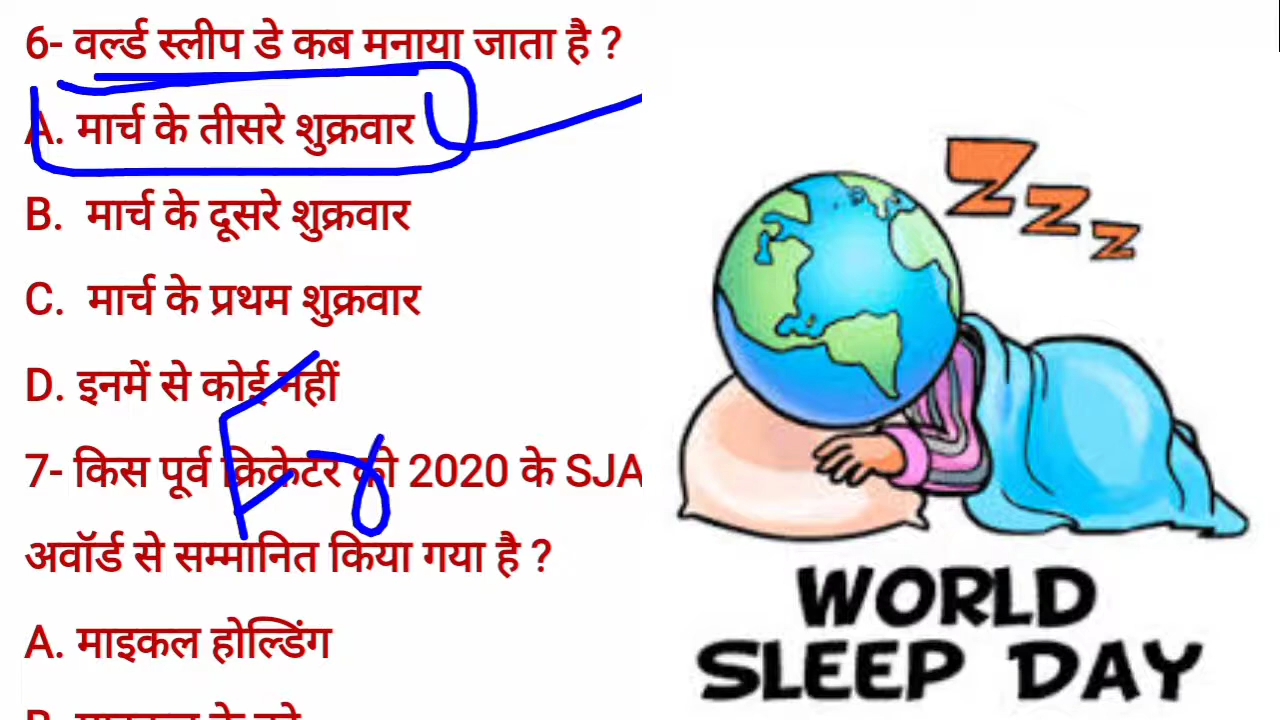 6- वर्ल्ड स्लीप डे कब मनाया जाता है ?
A. मार्च के तीसरे शुक्रवार
B. मार्च के दूसरे शुक्रवार
C. मार्च के प्रथम शुक्रवार
D. इनमें से कोई नहीं
7- किस पूर्व क्रिकेटर को 2020 के SJA
अवॉर्ड से सम्मानित किया गया है ?
A. माइकल होल्डिंग
Z Z Z
WORLD
SLEEP DAY